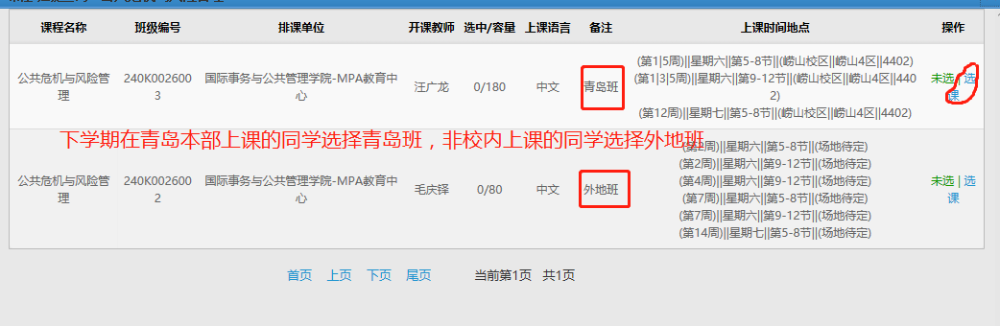 课程名称 班级编号 排课单位 开课教师 选中/容量 上课语言 备注 上课时间地点 操作
(第1|5周)||星期六||第5-8节||(崂山校区||崂山4区||4402)
公共危机与风险管 240K002600 国际事务与公共管理学院-MPA教育中 汪广龙 0/180 中文 青岛班 (第1|3|5周)||星期六||第9-12节||(崂山校区||崂山4区||4402 未选 | 选
理 3 心 ) 课
(第12周)||星期七||第5-8节||(崂山校区||崂山4区||4402)
下学期在青岛本部上课的同学选择青岛班，非校内上课的同学选择外地班
(第2周)||星期六||第5-8节||(场地待定)
(第2周)||星期六||第9-12节||(场地待定)
公共危机与风险管 240K002600 国际事务与公共管理学院-MPA教育中 毛庆铎 0/80 中文 外地班 (第4周)||星期六||第9-12节||(场地待定) 未选 | 选
理 2 心 (第7周)||星期六||第5-8节||(场地待定) 课
(第7周)||星期六||第9-12节||(场地待定)
(第14周)||星期七||第5-8节||(场地待定)
首页 上页 下页 尾页 当前第1页 共1页